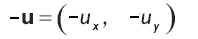 -u = (-uₓ, -uᵧ)